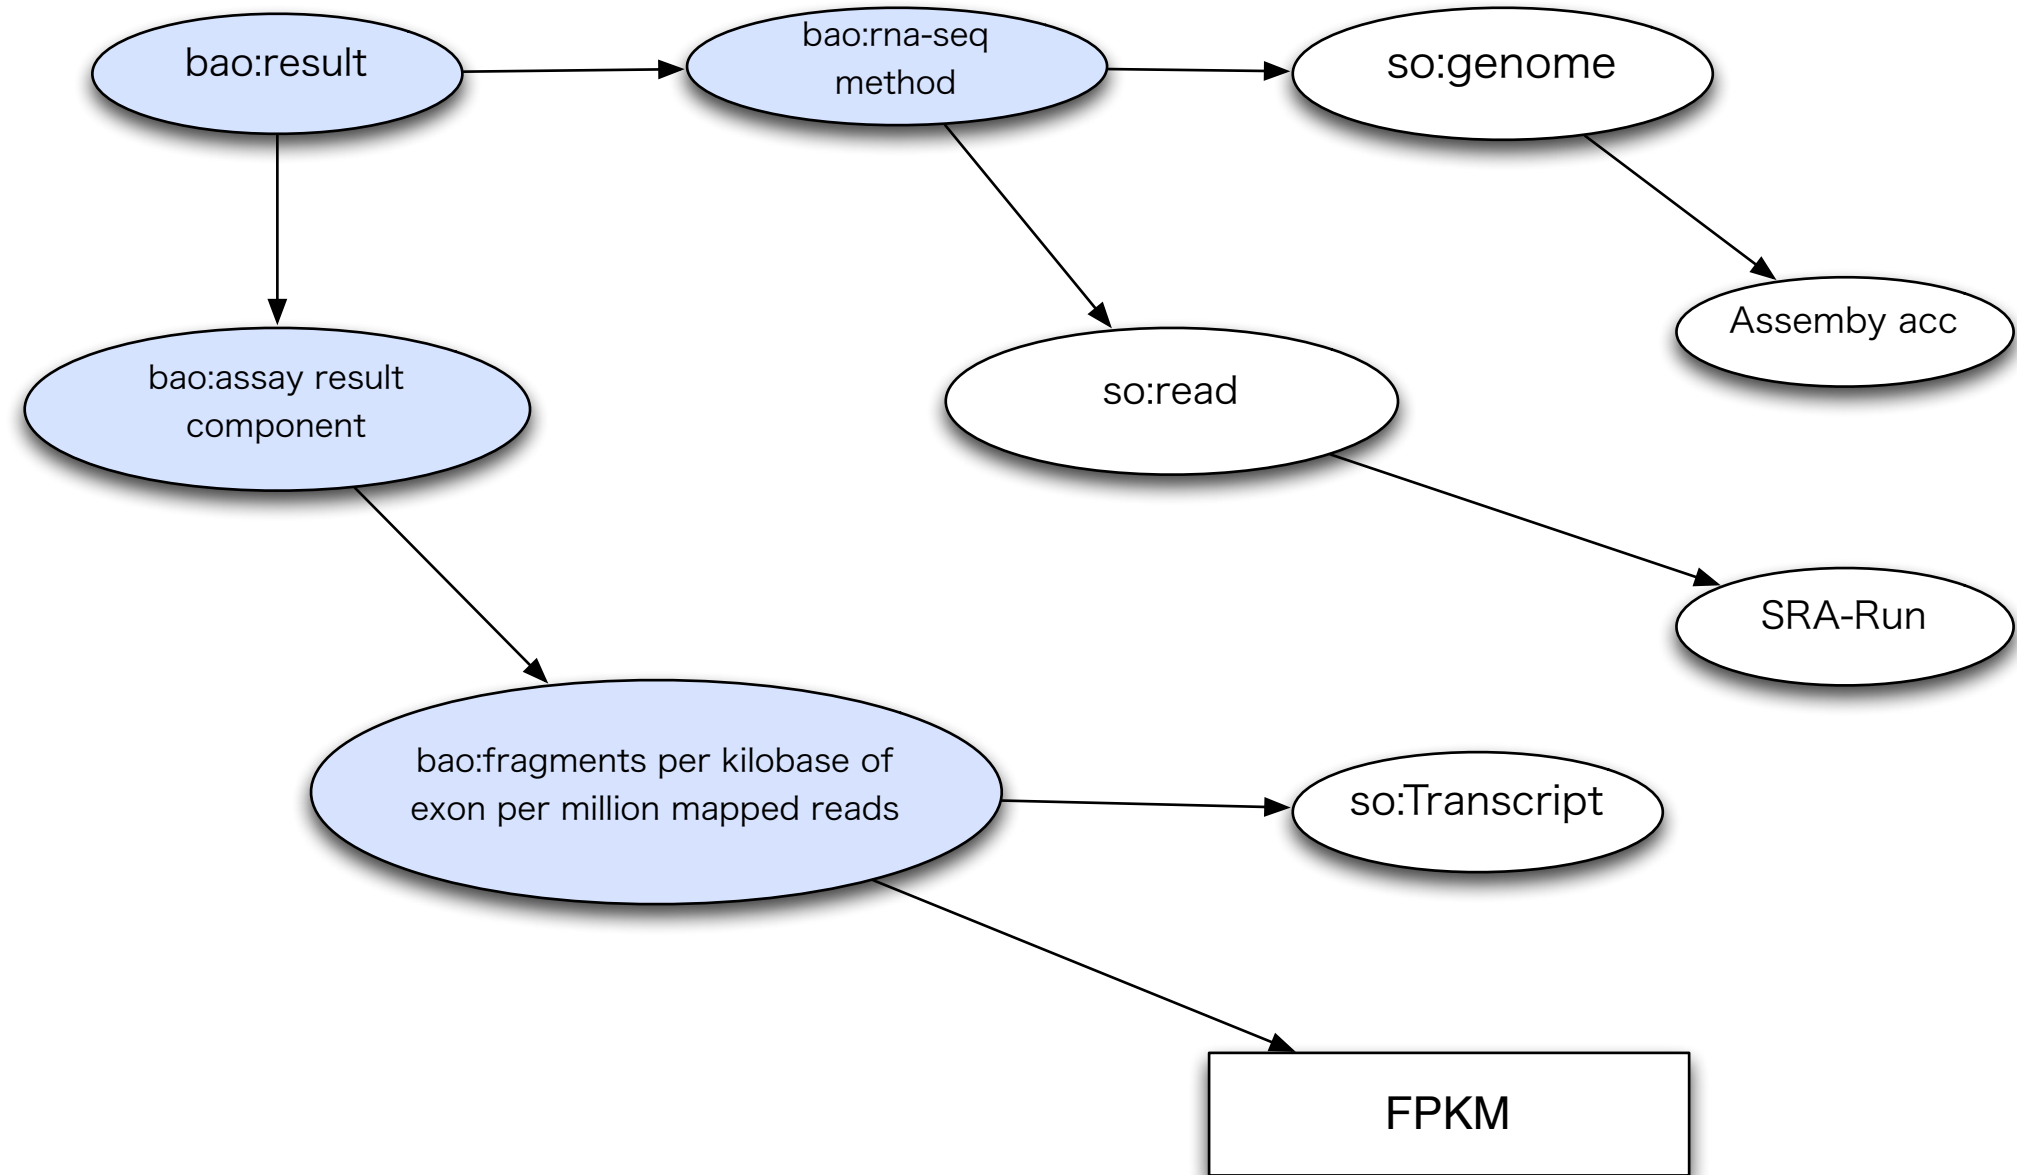 bao:result
bao:rna-seq
method
so:genome
Assemby acc
bao:assay result
component
so:read
SRA-Run
bao:fragments per kilobase of
exon per million mapped reads
so:Transcript
FPKM